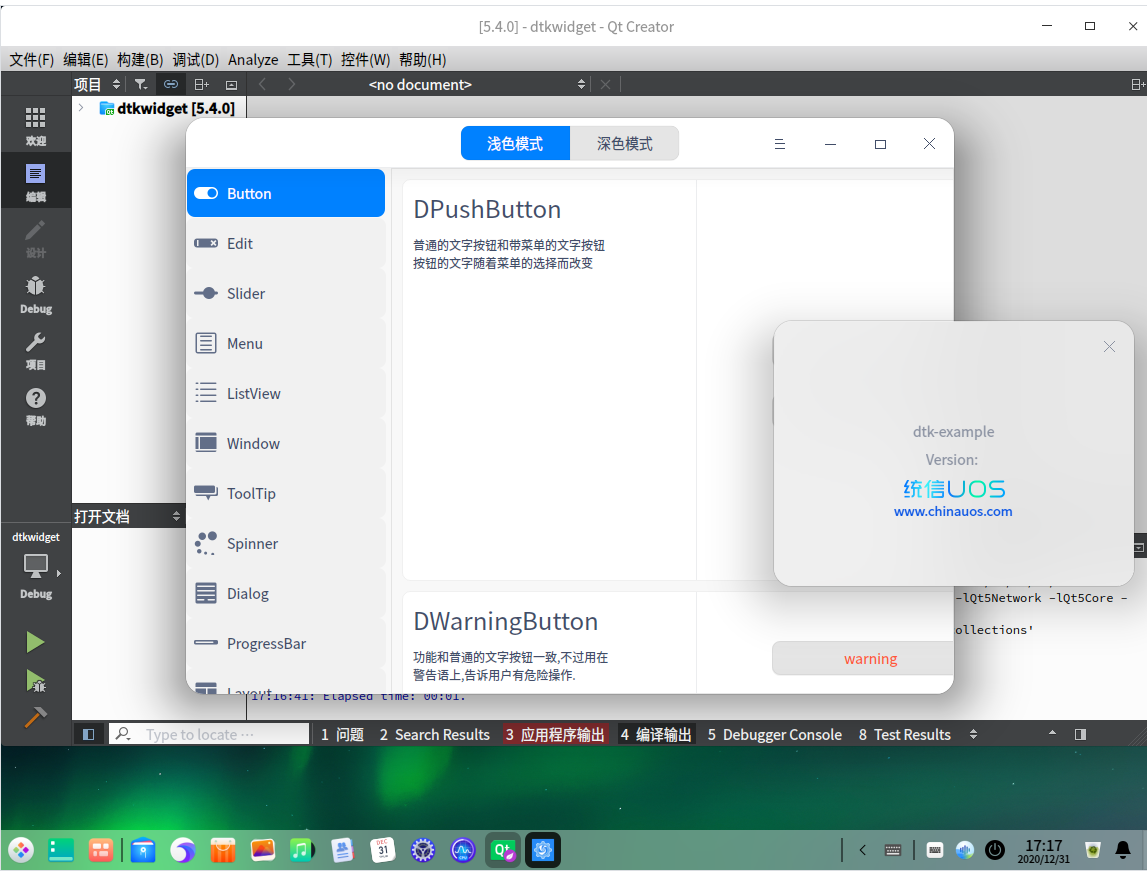 [5.4.0] - dtkwidget - Qt Creator
文件(F) 编辑(E) 构建(B) 调试(D) Analyze 工具(T) 控件(W) 帮助(H)
项目
<no document>
dtkwidget [5.4.0]
欢迎
编辑
设计
Debug
项目
帮助
浅色模式 深色模式
Button
Edit
Slider
Menu
ListView
Window
ToolTip
Spinner
Dialog
ProgressBar
Layout
DPushButton
普通的文字按钮和带菜单的文字按钮
按钮的文字随着菜单的选择而改变
DWarningButton
功能和普通的文字按钮一致,不过用在
警告语上,告诉用户有危险操作.
warning
dtk-example
Version:
统信UOS
www.chinauos.com
打开文档
dtkwidget
Debug
-lQt5Network -lQt5Core -
ollections'
17:16:41: Elapsed time: 00:01.
Type to locate ...
1 问题 2 Search Results 3 应用程序输出 4 编译输出 5 Debugger Console 8 Test Results
DEC
31
Qt
17:17
2020/12/31